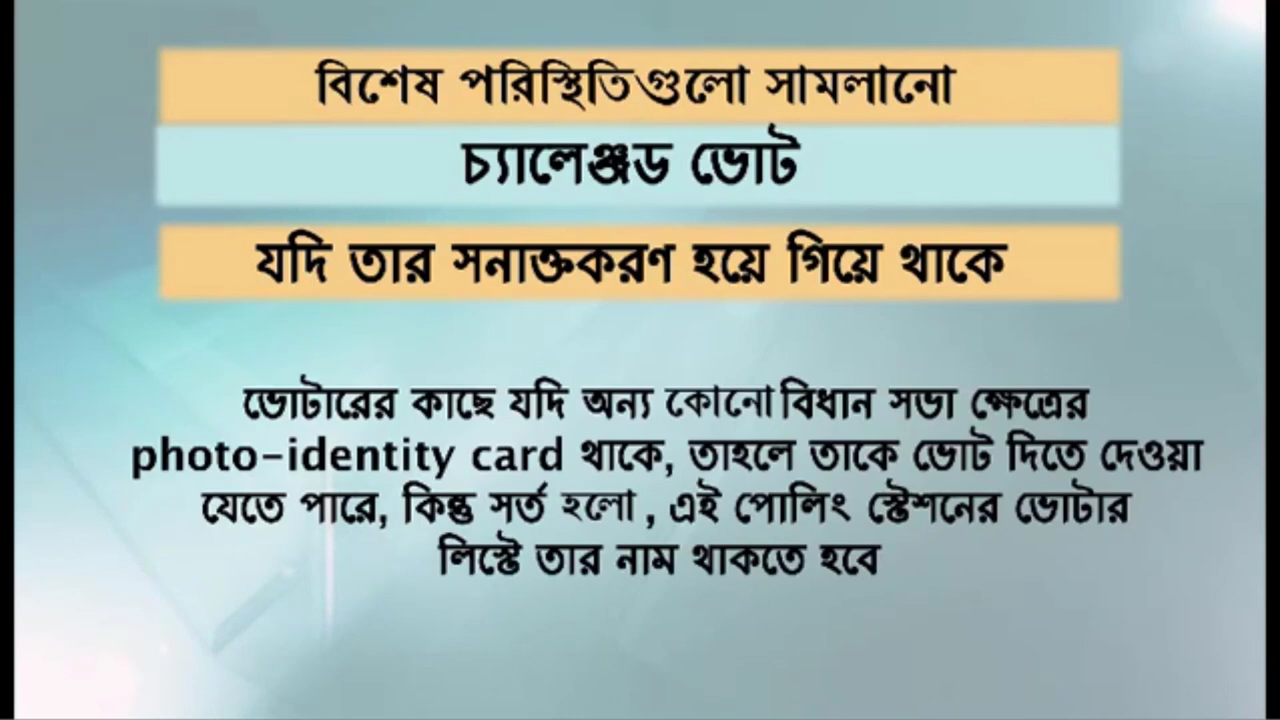 বিশেষ পরিস্থিতিগুলো সামলানো
চ্যালেঞ্জড ভোট
যদি তার সনাক্তকরণ হয়ে গিয়ে থাকে
ভোটারের কাছে যদি অন্য কোনো বিধান সভা ক্ষেত্রের
photo-identity card থাকে, তাহলে তাকে ভোট দিতে দেওয়া
যেতে পারে, কিন্তু সর্ত হলো , এই পোলিং স্টেশনের ভোটার
লিস্টে তার নাম থাকতে হবে